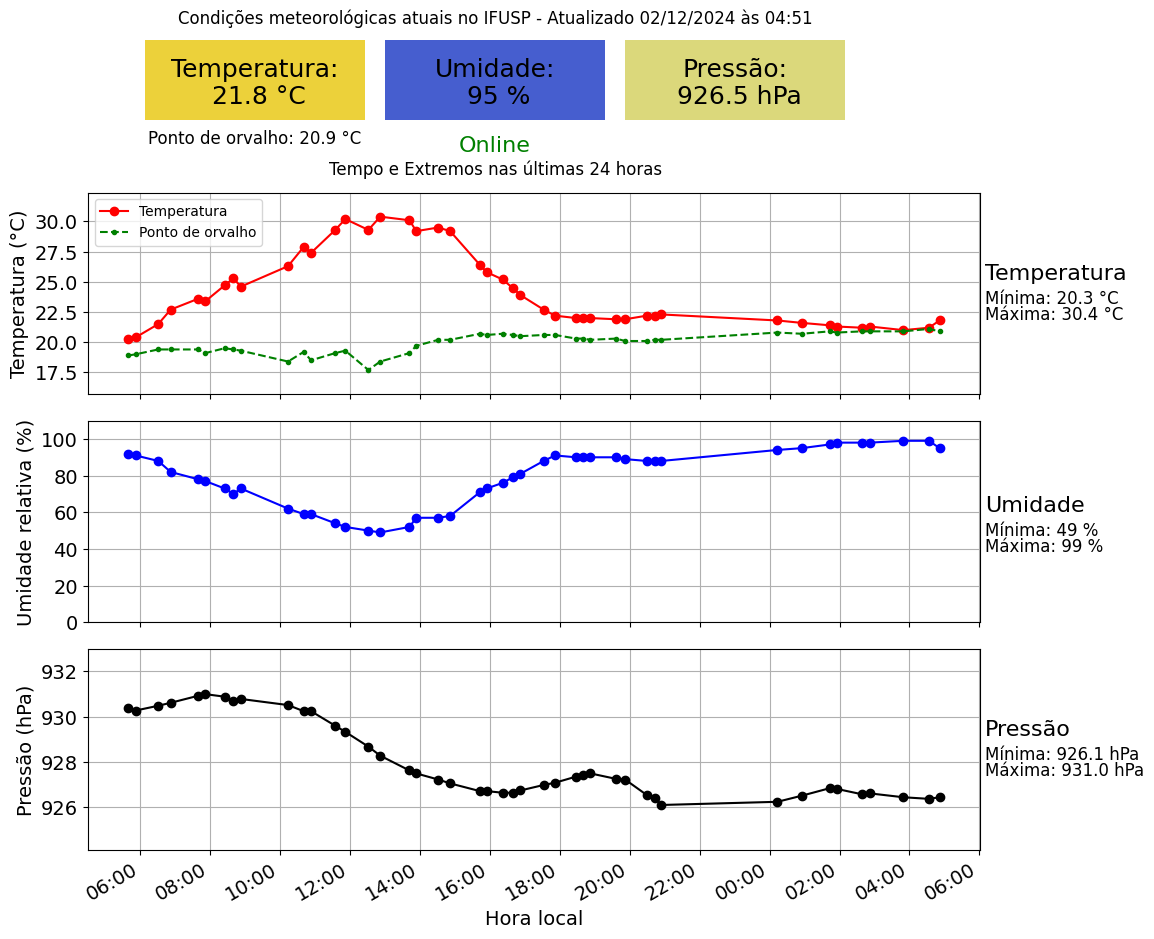 Condições meteorológicas atuais no IFUSP - Atualizado 02/12/2024 às 04:51
Temperatura:
21.8 °C
Umidade:
95 %
Pressão:
926.5 hPa
Ponto de orvalho: 20.9 °C
Online
Tempo e Extremos nas últimas 24 horas
Temperatura (°C)
30.0
27.5
25.0
22.5
20.0
17.5
Temperatura
Ponto de orvalho
Temperatura
Mínima: 20.3 °C
Máxima: 30.4 °C
Umidade relativa (%)
100
80
60
40
20
0
Umidade
Mínima: 49 %
Máxima: 99 %
Pressão (hPa)
932
930
928
926
Pressão
Mínima: 926.1 hPa
Máxima: 931.0 hPa
06:00 08:00 10:00 12:00 14:00 16:00 18:00 20:00 22:00 00:00 02:00 04:00 06:00
Hora local